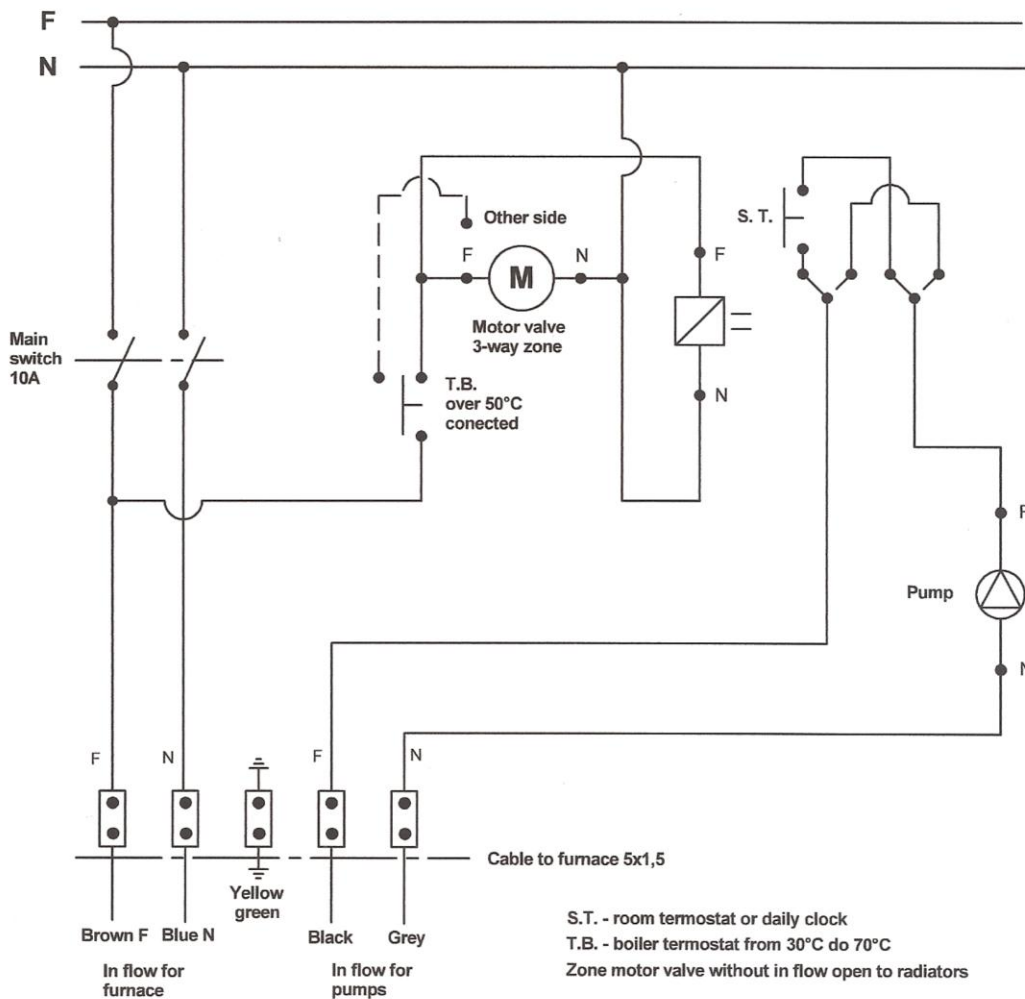 F
N
Other side
S. T.
F
N
F
M
Main
switch
10A
Motor valve
3-way zone
T.B.
over 50°C
conected
N
F
Pump
N
F
N
F
N
Cable to furnace 5x1,5
Yellow
green
Brown F
Blue N
Black
Grey
In flow for
furnace
In flow for
pumps
S.T. - room termostat or daily clock
T.B. - boiler termostat from 30°C do 70°C
Zone motor valve without in flow open to radiators